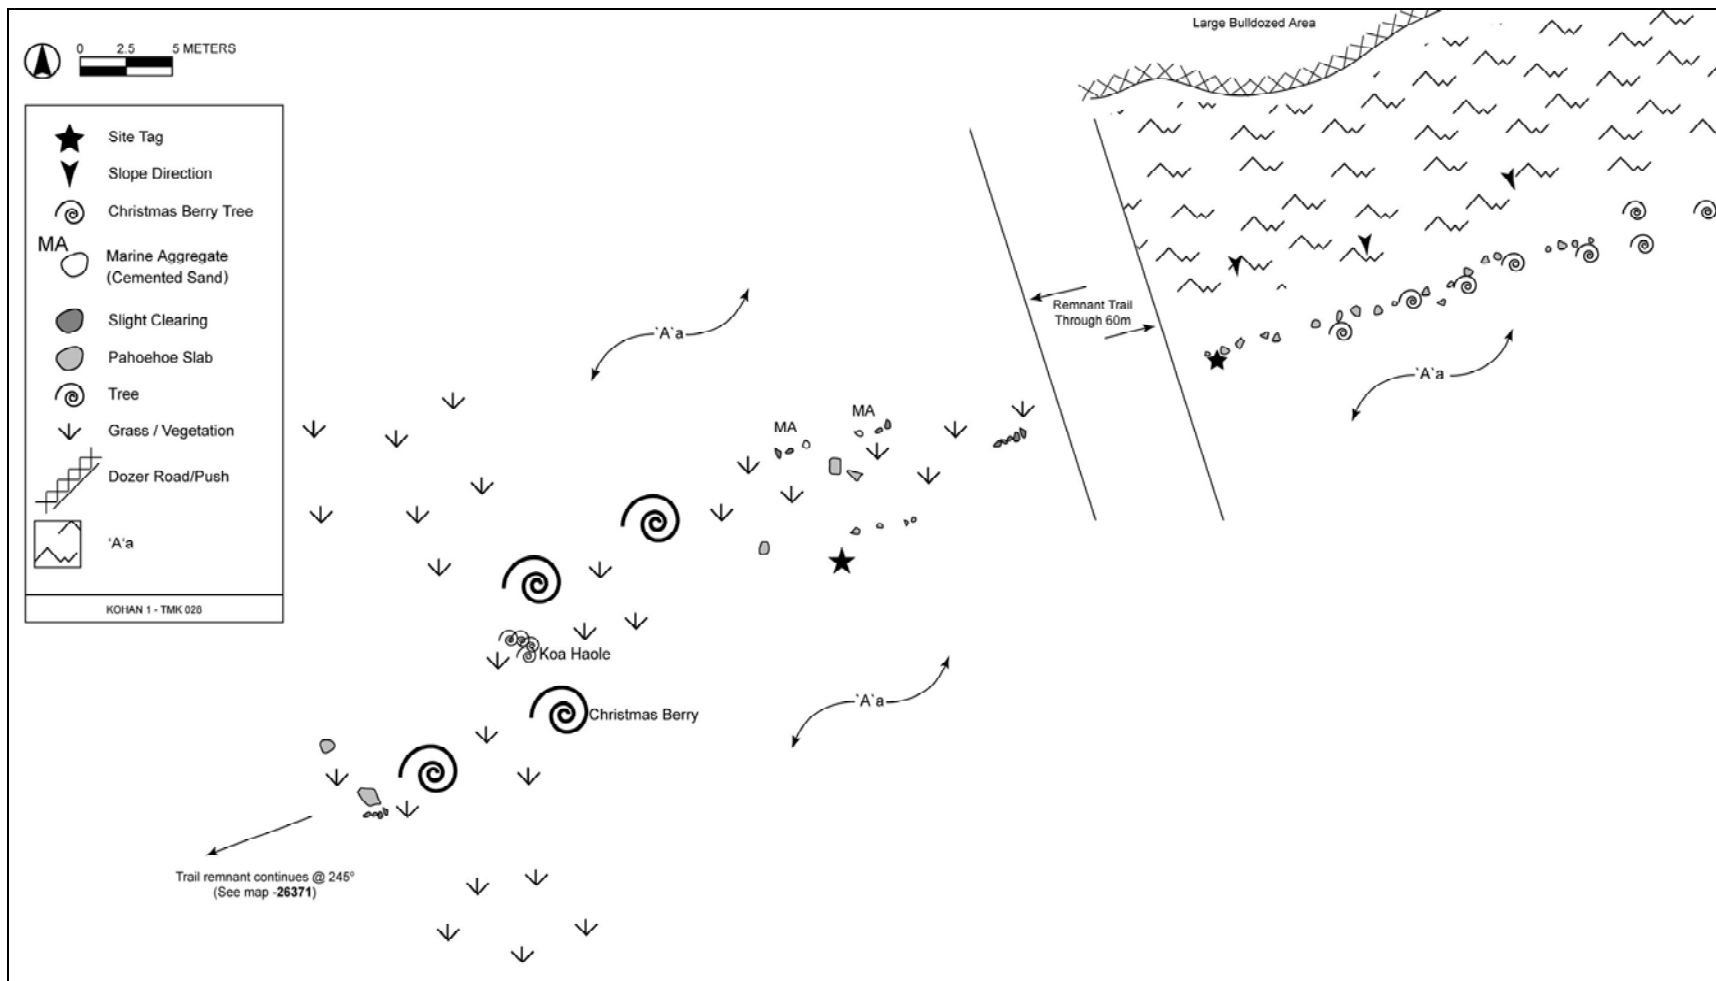 Large Bulldozed Area
0 2.5 5 METERS
Site Tag
Slope Direction
Christmas Berry Tree
MA
Marine Aggregate
(Cemented Sand)
Slight Clearing
Pahoehoe Slab
Tree
Grass / Vegetation
Dozer Road/Push
'A'a
KOHAN 1 - TMK 028
`A`a
Remnant Trail
Through 60m
`A`a
MA
MA
Koa Haole
`A`a
Christmas Berry
Trail remnant continues @ 245º
(See map -26371)